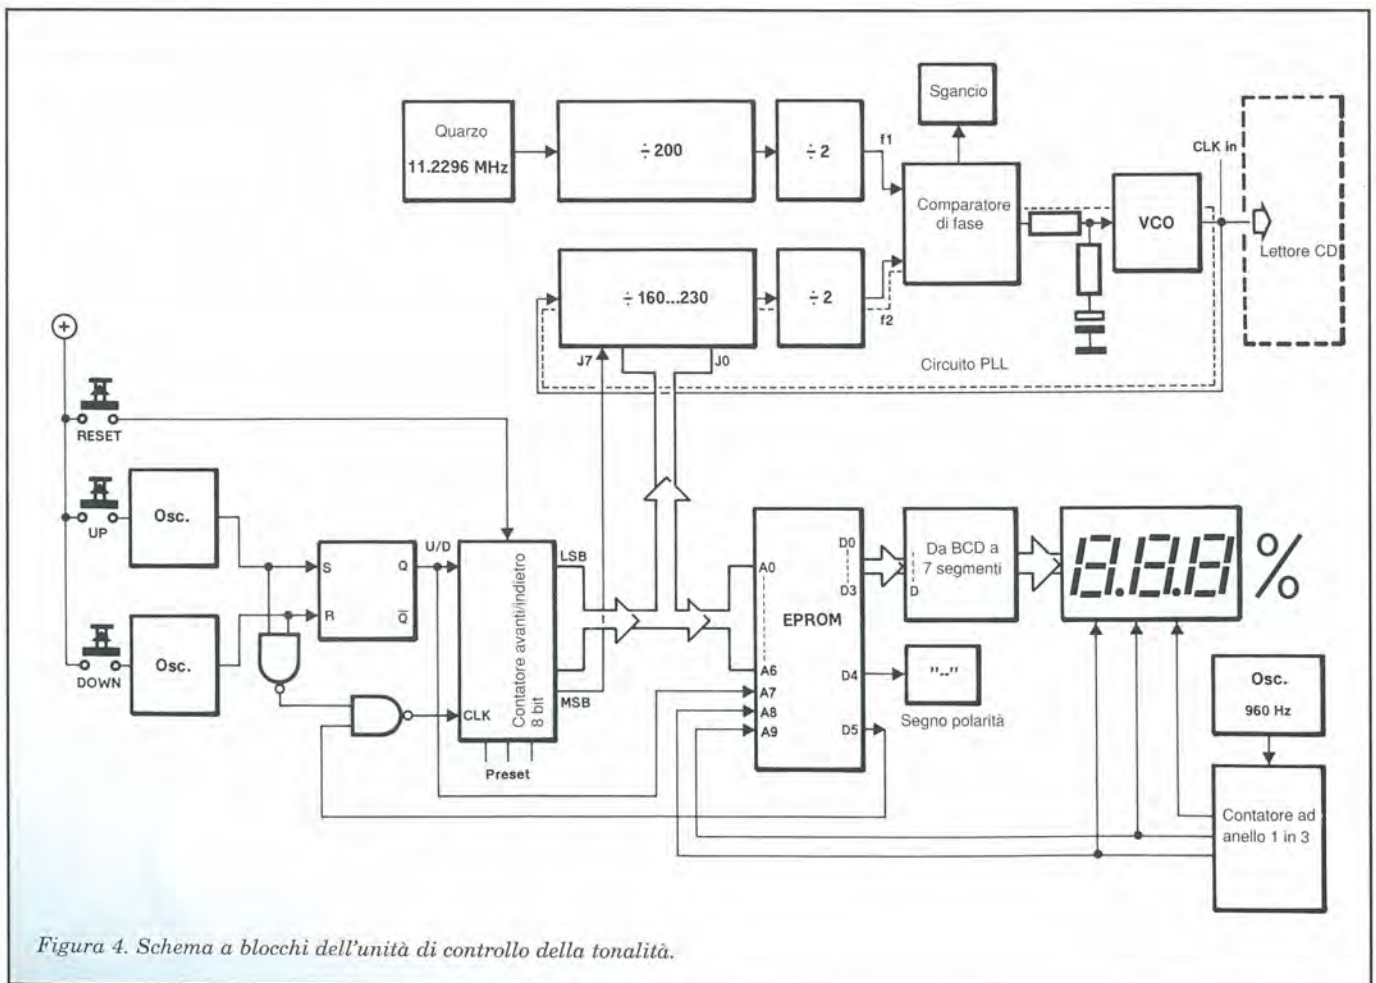 Sgancio
Quarzo
11.2296 MHz
÷ 200
÷ 2
f1
CLK in
Comparatore
di fase
VCO
Lettore CD
÷ 160...230
÷ 2
f2
J7
J0
Circuito PLL
+
RESET
UP
Osc.
DOWN
Osc.
S
Q
R
Q̅
U/D
LSB
Contatore avanti/indietro
8 bit
MSB
CLK
Preset
A0
D0
D3
EPROM
A6
A7
A8
A9
D4
D5
Da BCD a
7 segmenti
D
8.8.8 %
"--"
Segno polarità
Osc.
960 Hz
Contatore ad
anello 1 in 3
Figura 4. Schema a blocchi dell'unità di controllo della tonalità.